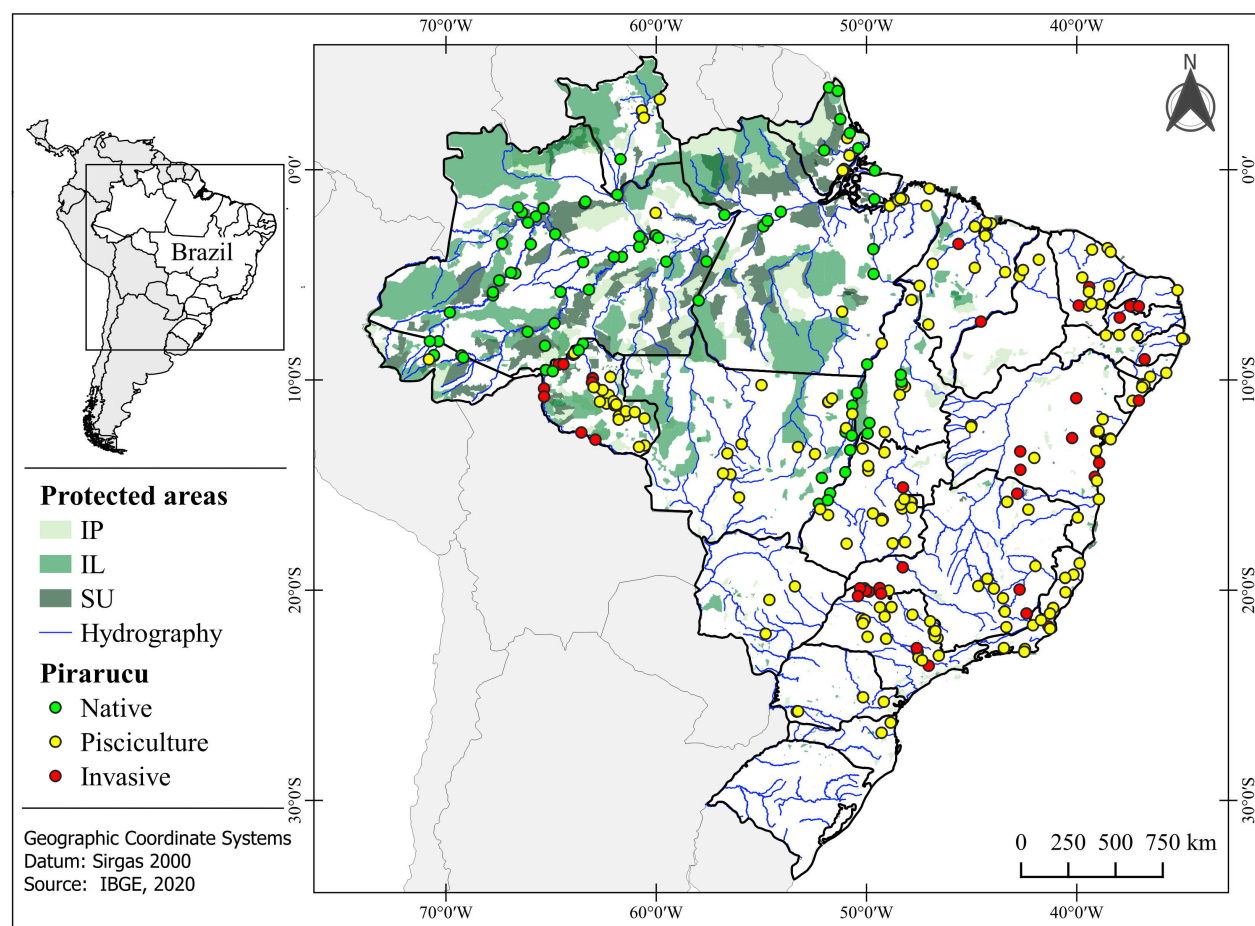 70°0'W 60°0'W 50°0'W 40°0'W
N
0°0'
0°0'
Brazil
10°0'S
10°0'S
Protected areas
IP
IL
SU
Hydrography
20°0'S
20°0'S
Pirarucu
Native
Pisciculture
Invasive
30°0'S
30°0'S
Geographic Coordinate Systems
Datum: Sirgas 2000
Source: IBGE, 2020
0 250 500 750 km
70°0'W 60°0'W 50°0'W 40°0'W